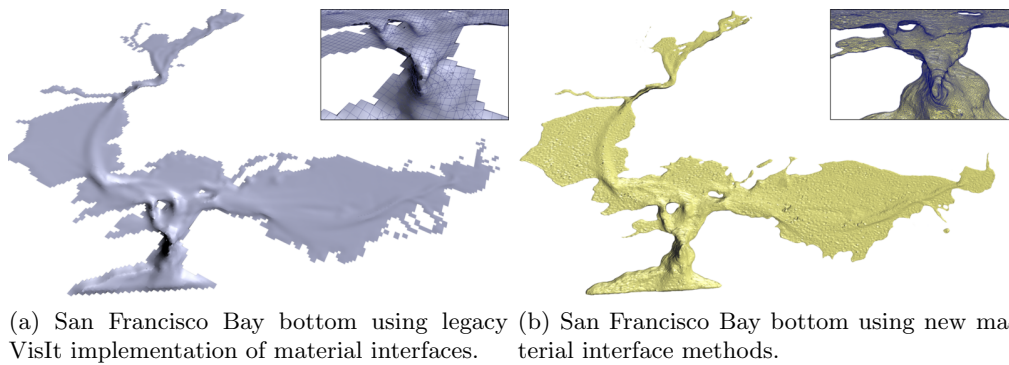 (a) San Francisco Bay bottom using legacy
VisIt implementation of material interfaces.
(b) San Francisco Bay bottom using new ma
terial interface methods.